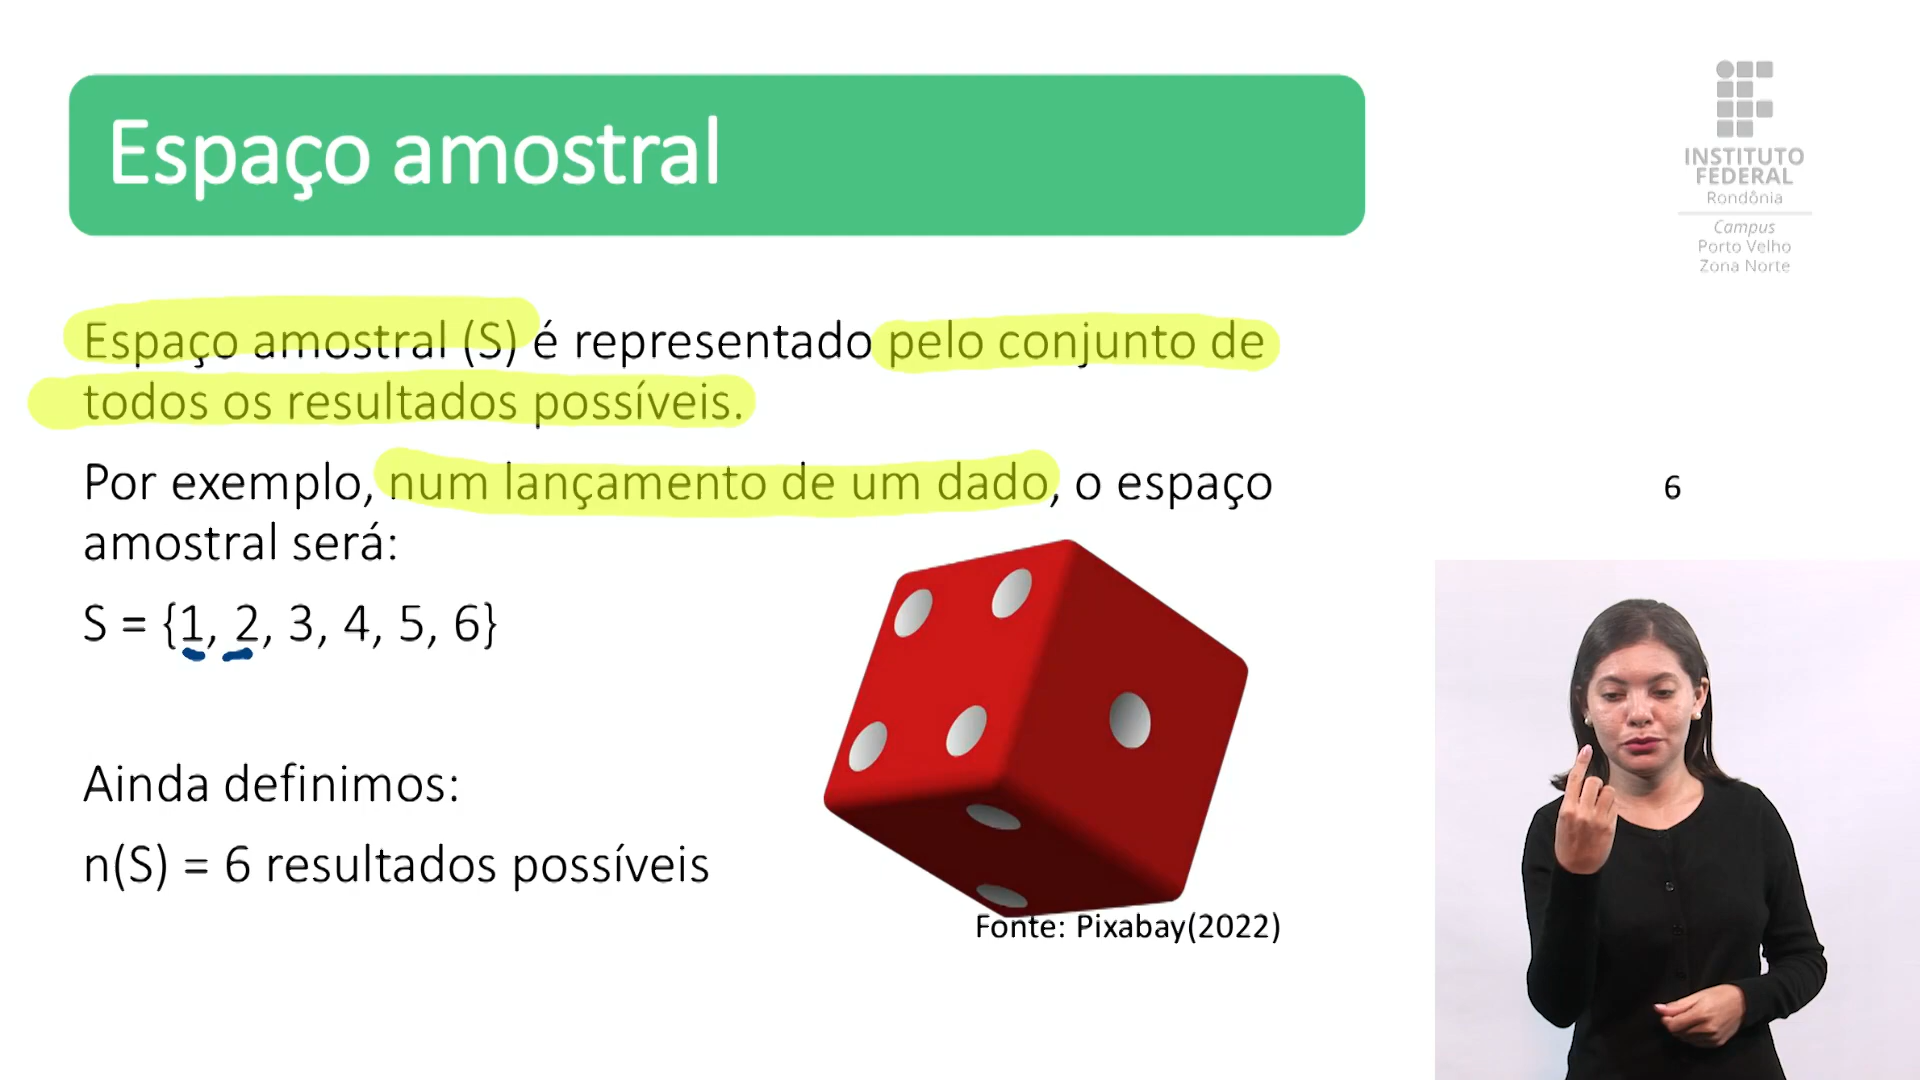 Espaço amostral
INSTITUTO
FEDERAL
Rondônia
Campus
Porto Velho
Zona Norte
Espaço amostral (S) é representado pelo conjunto de
todos os resultados possíveis.
Por exemplo, num lançamento de um dado, o espaço
amostral será:
6
S = {1, 2, 3, 4, 5, 6}
Ainda definimos:
n(S) = 6 resultados possíveis
Fonte: Pixabay(2022)